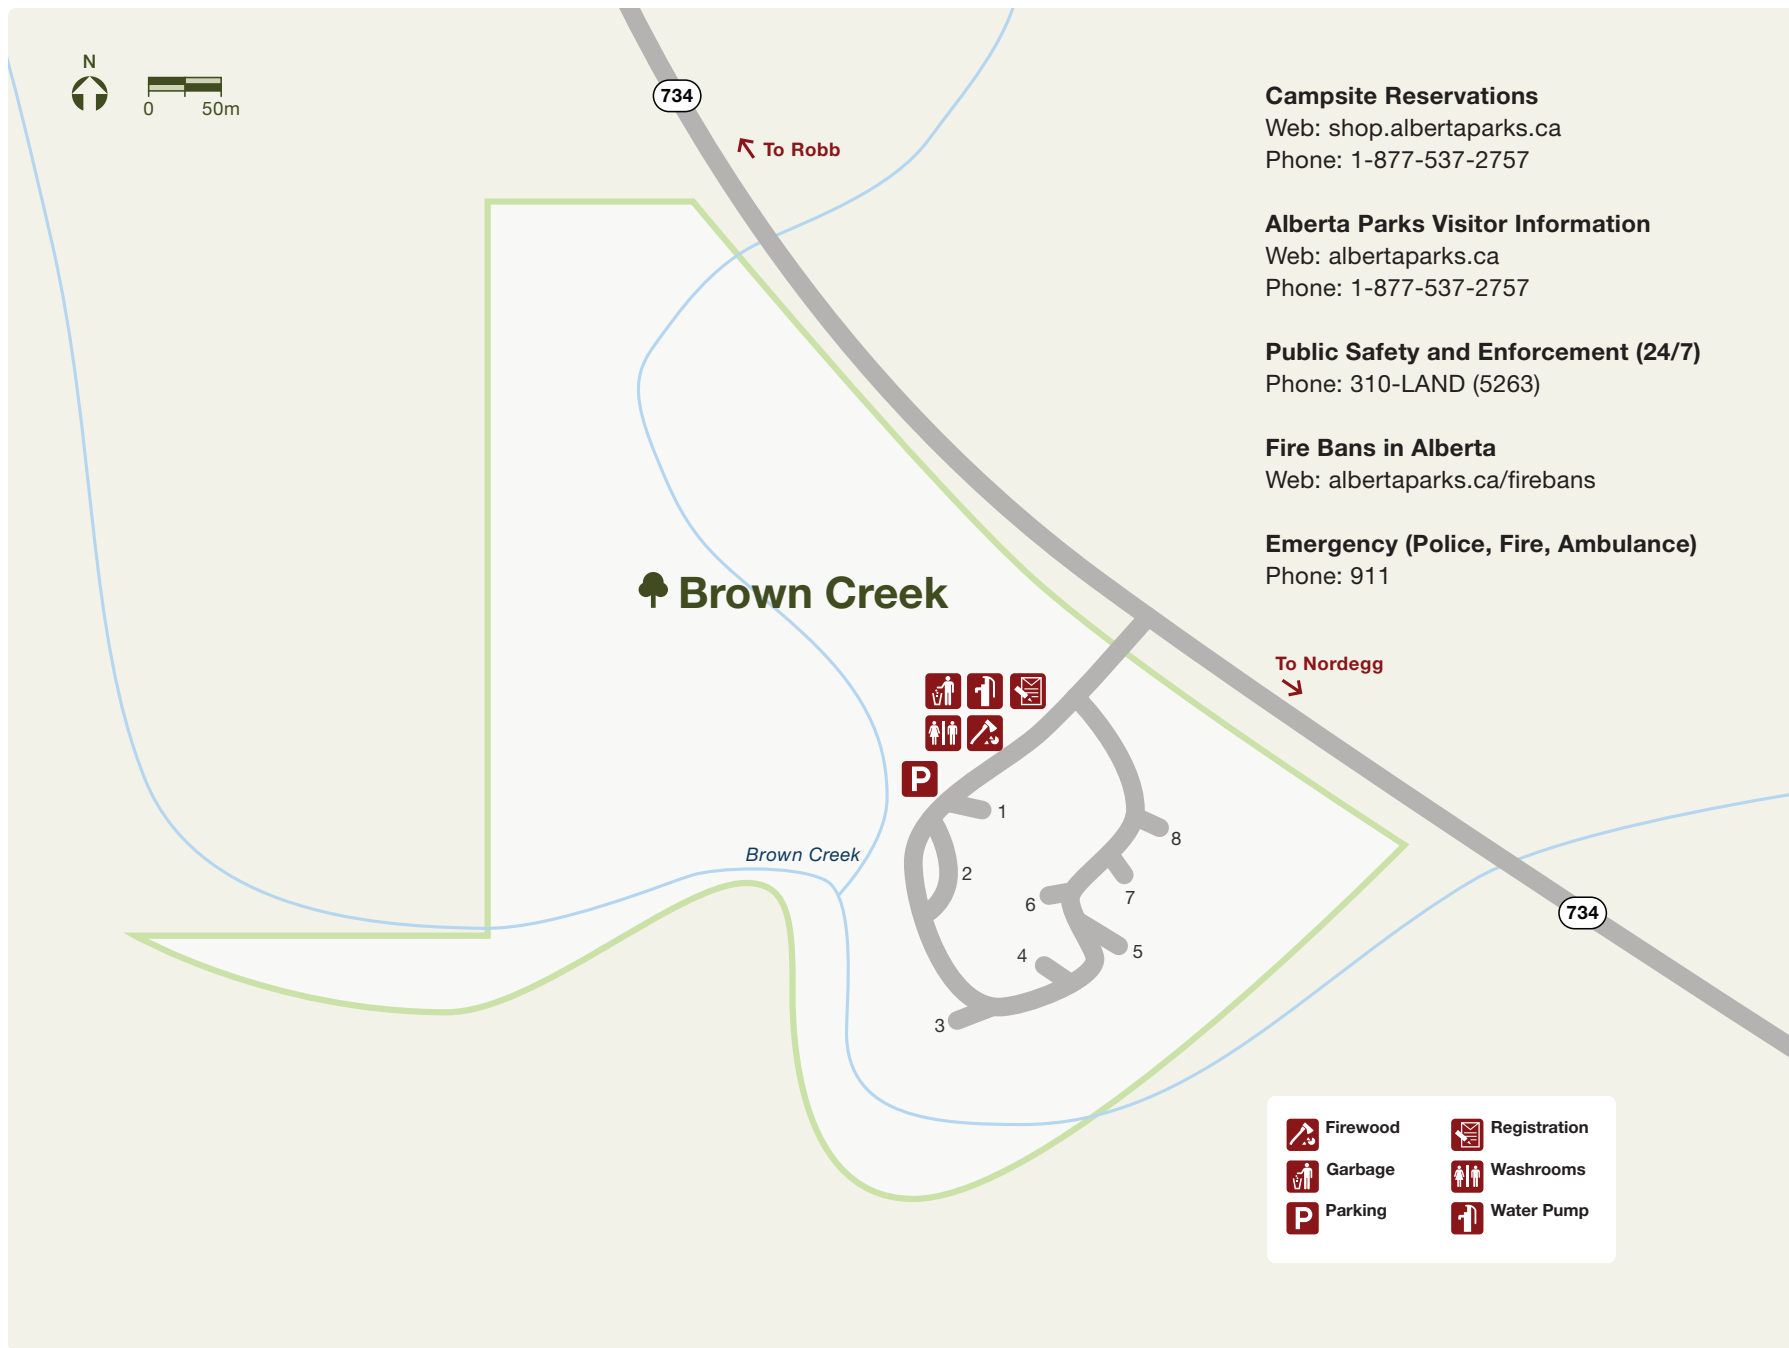 N
0 50m
734
To Robb
Campsite Reservations
Web: shop.albertaparks.ca
Phone: 1-877-537-2757
Alberta Parks Visitor Information
Web: albertaparks.ca
Phone: 1-877-537-2757
Public Safety and Enforcement (24/7)
Phone: 310-LAND (5263)
Fire Bans in Alberta
Web: albertaparks.ca/firebans
Emergency (Police, Fire, Ambulance)
Phone: 911
Brown Creek
To Nordegg
P
1
8
Brown Creek
2
7
6
734
5
4
3
Firewood
Registration
Garbage
Washrooms
P Parking
Water Pump